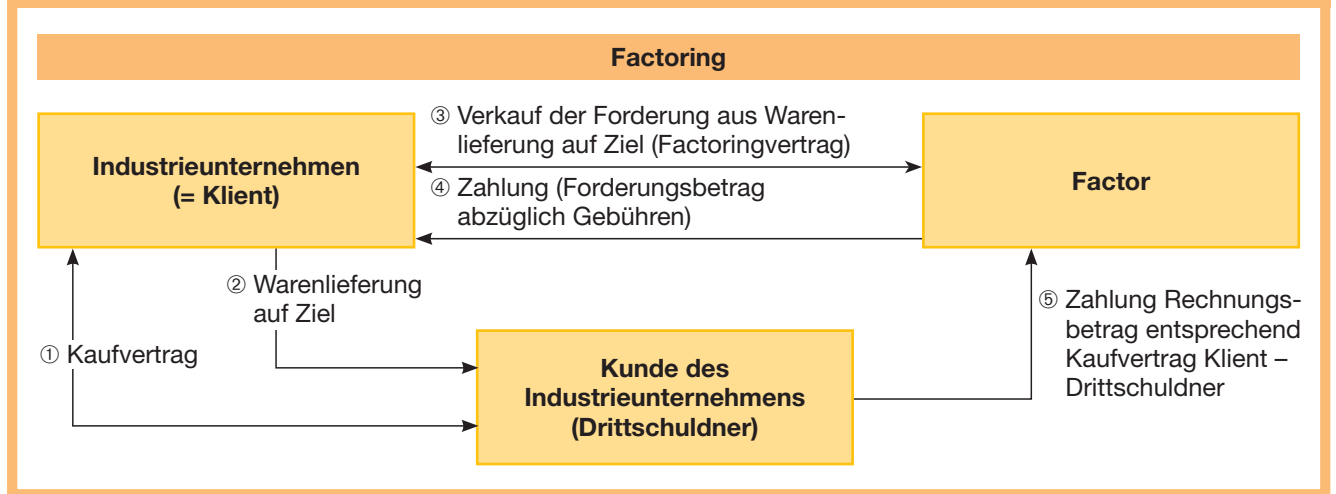 Factoring
Industrieunternehmen
(= Klient)
③ Verkauf der Forderung aus Waren-
lieferung auf Ziel (Factoringvertrag)
④ Zahlung (Forderungsbetrag
abzüglich Gebühren)
Factor
① Kaufvertrag
② Warenlieferung
auf Ziel
Kunde des
Industrieunternehmens
(Drittschuldner)
⑤ Zahlung Rechnungs-
betrag entsprechend
Kaufvertrag Klient –
Drittschuldner